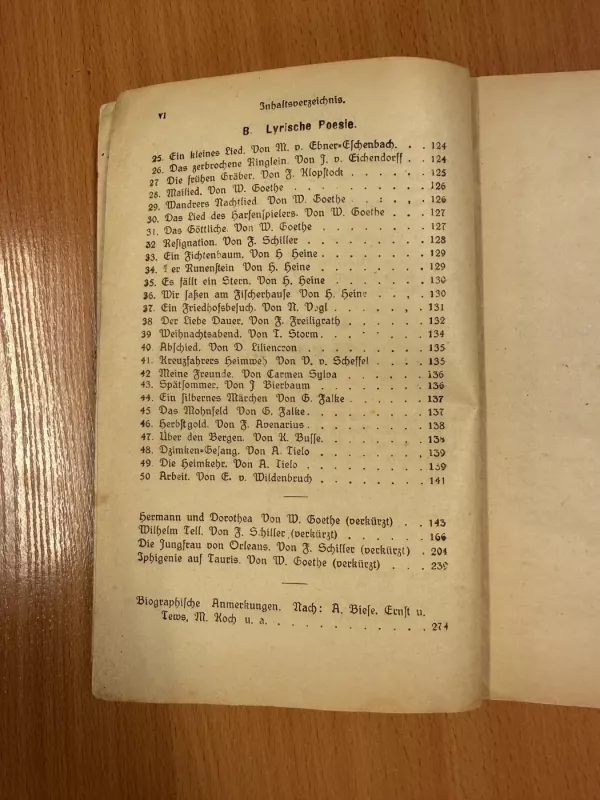 Inhaltsverzeichnis.
VI
B. Lyrische Poesie.
25. Ein kleines Lied. Von M. v. Ebner-Eschenbach. . . 124
26. Das zerbrochene Ringlein. Von J. v. Eichendorff . 124
27 Die frühen Gräber. Von F. Klopstock . . . . . 125
28. Mailied. Von W. Goethe . . . . . . . . 126
29. Wandrers Nachtlied. Von W. Goethe . . . . . 126
30. Das Lied des Harfenspielers. Von W. Goethe . . . 127
31. Das Göttliche. Von W. Goethe . . . . . . . 127
32 Resignation. Von F. Schiller . . . . . . . . 128
33. Ein Fichtenbaum. Von H Heine . . . . . . . 129
34. Der Runenstein Von H. Heine . . . . . . . 129
35. Es fällt ein Stern. Von H. Heine . . . . . . 130
36. Wir saßen am Fischerhause Von H. Heine . . . 130
37. Ein Friedhofsbesuch. Von N. Vogl . . . . . . 131
38 Der Liebe Dauer. Von F. Freiligrath . . . . . 132
39 Weihnachtsabend. Von T. Storm. . . . . . . 134
40 Abschied. Von D Liliencron. . . . . . . . 135
41. Kreuzfahrers Heimweh Von V. v. Scheffel . . . . 135
42 Meine Freunde. Von Carmen Sylva . . . . . . 136
43. Spätsommer. Von J Bierbaum . . . . . . . 136
44. Ein silbernes Märchen Von G. Falke . . . . . 137
45 Das Mohnfeld Von G. Falke. . . . . . . . 137
46. Herbstgold. Von F. Avenarius. . . . . . . . 138
47. Über den Bergen. Von K. Busse. . . . . . . 138
48. Dzimken-Gesang. Von A. Tielo . . . . . . . 139
49. Die Heimkehr. Von A. Tielo . . . . . . . . 139
50 Arbeit. Von E. v. Wildenbruch . . . . . . . 141
Hermann und Dorothea Von W. Goethe (verkürzt) . . 143
Wilhelm Tell. Von F. Schiller (verkürzt) . . . . . 166
Die Jungfrau von Orleans. Von F. Schiller (verkürzt) . 204
Iphigenie auf Tauris. Von W. Goethe (verkürzt) . . . 239
Biographische Anmerkungen. Nach: A. Biese. Ernst u.
Tews, M. Koch u. a. . . . . . . . . . . . 274